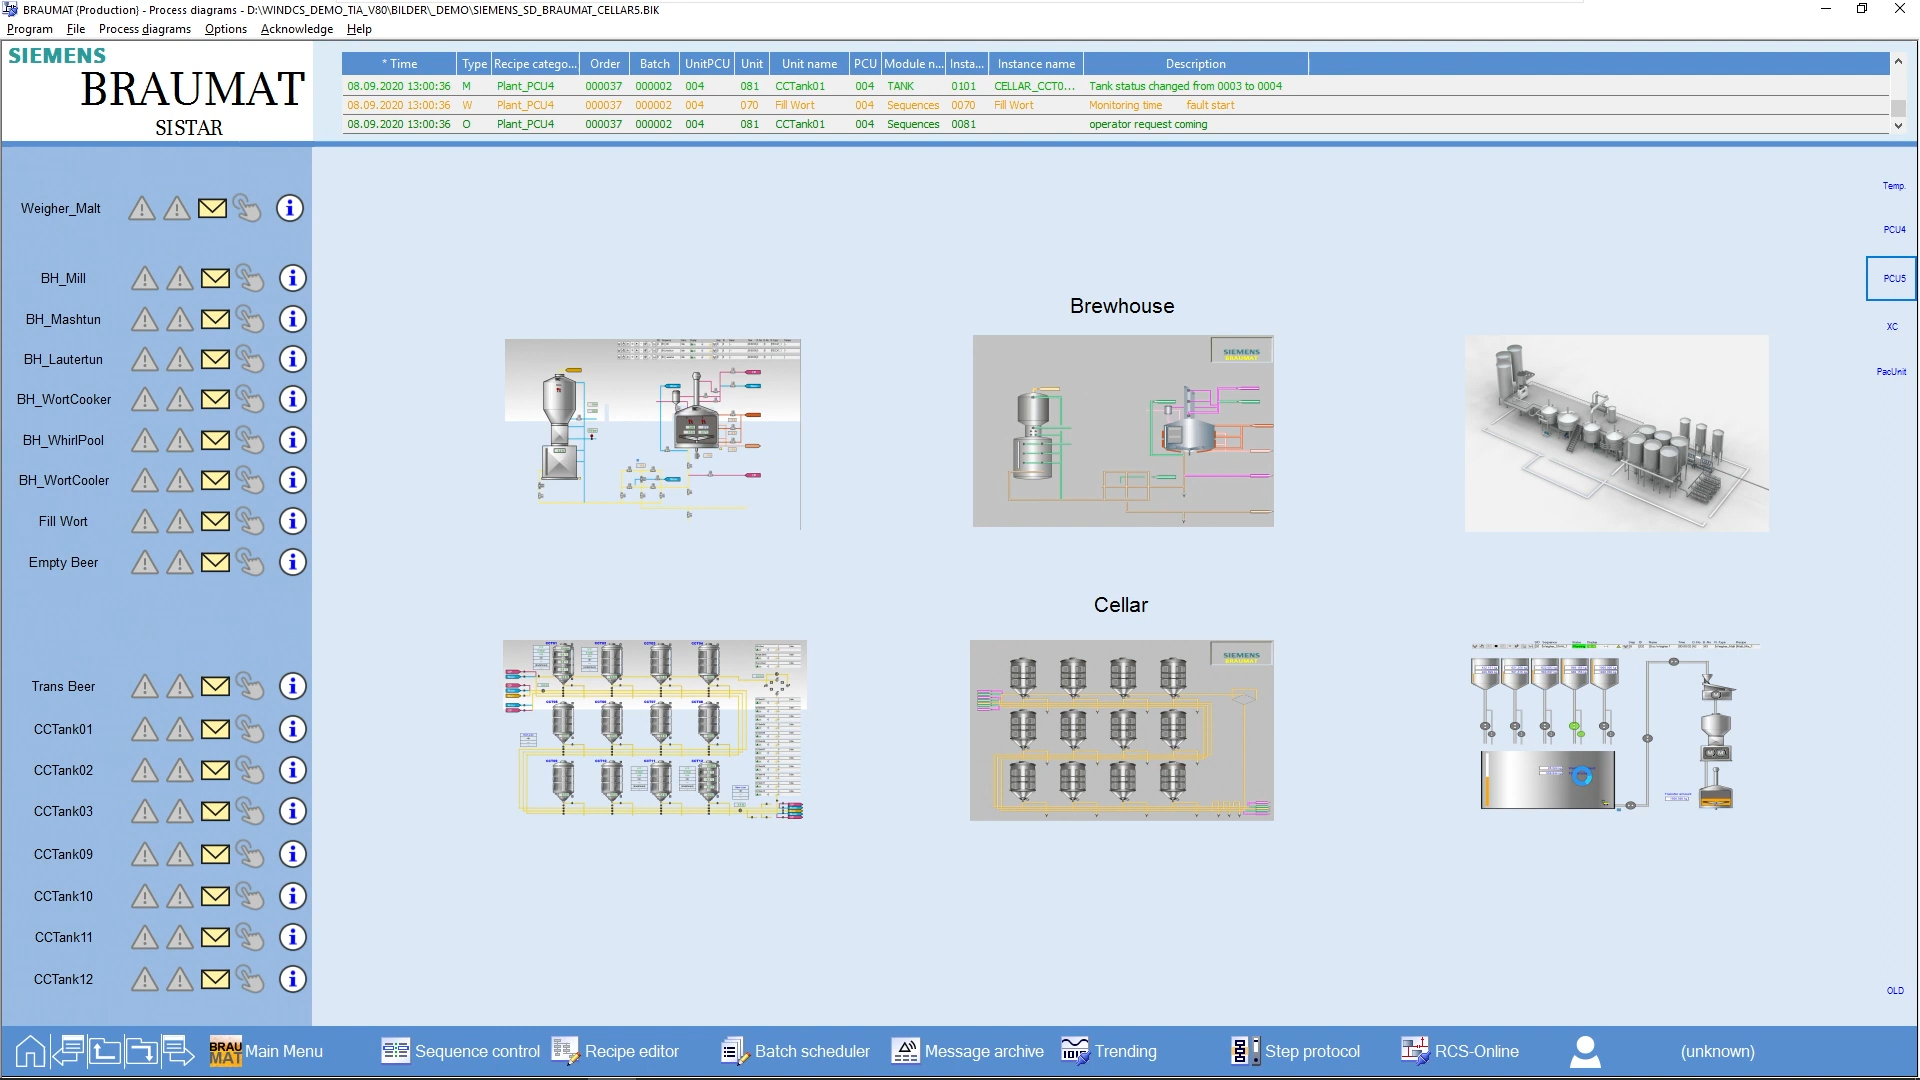 BRAUMAT {Production} - Process diagrams - D:\WINDCS_DEMO_TIA_V80\BILDER\_DEMO\SIEMENS_SD_BRAUMAT_CELLAR5.BIK
Program File Process diagrams Options Acknowledge Help
SIEMENS
BRAUMAT
SISTAR
* Time Type Recipe catego... Order Batch UnitPCU Unit Unit name PCU Module n... Insta... Instance name Description
08.09.2020 13:00:36 M Plant_PCU4 000037 000002 004 081 CCTank01 004 TANK 0101 CELLAR_CCT0... Tank status changed from 0003 to 0004
08.09.2020 13:00:36 W Plant_PCU4 000037 000002 004 070 Fill Wort 004 Sequences 0070 Fill Wort Monitoring time fault start
08.09.2020 13:00:36 O Plant_PCU4 000037 000002 004 081 CCTank01 004 Sequences 0081 operator request coming
Weigher_Malt
BH_Mill
BH_Mashtun
BH_Lautertun
BH_WortCooker
BH_WhirlPool
BH_WortCooler
Fill Wort
Empty Beer
Trans Beer
CCTank01
CCTank02
CCTank03
CCTank09
CCTank10
CCTank11
CCTank12
Brewhouse
SIEMENS
BRAUMAT
Cellar
SIEMENS
BRAUMAT
Temp.
PCU4
PCU5
XC
PacUnit
OLD
BRAU
MAT
Main Menu Sequence control Recipe editor Batch scheduler Message archive Trending Step protocol RCS-Online (unknown)